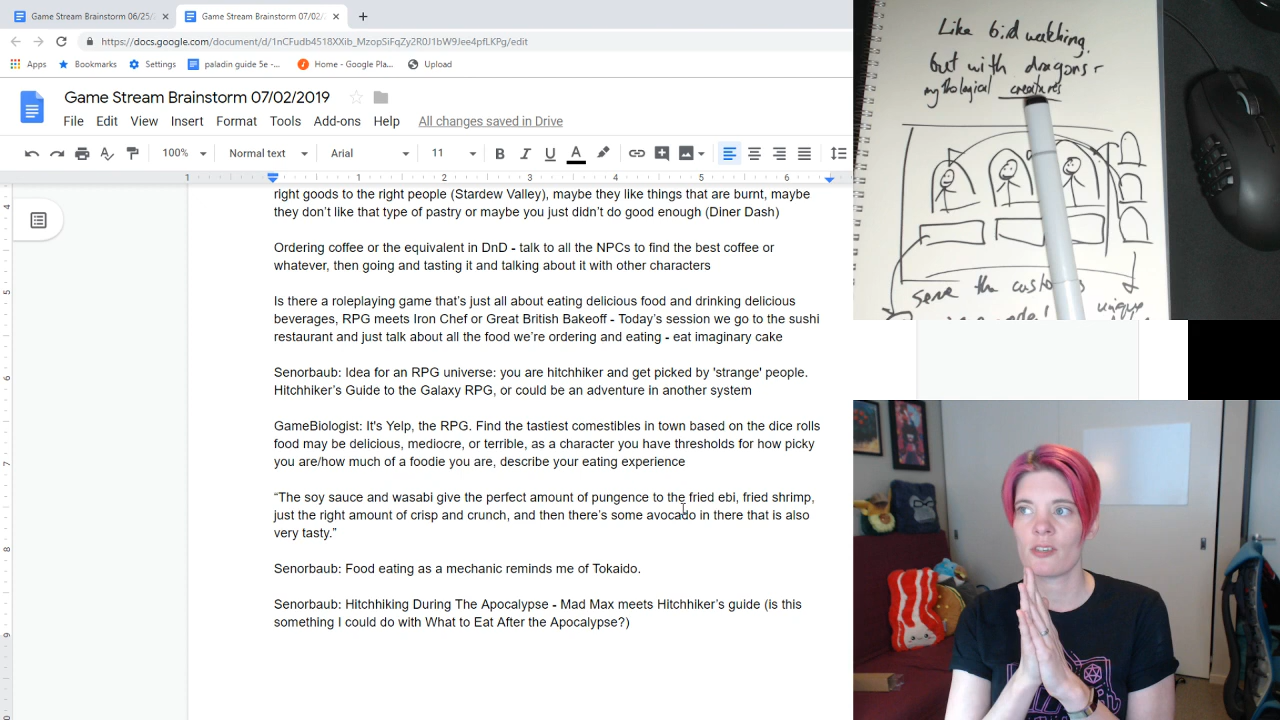 Game Stream Brainstorm 06/25/
Game Stream Brainstorm 07/02/
https://docs.google.com/document/d/1nCFudb4518XXib_MzopSiFqZy2R0J1bW9Jee4pfLKPg/edit
Apps
Bookmarks
Settings
paladin guide 5e -...
Home - Google Pla...
Upload
Game Stream Brainstorm 07/02/2019
File Edit View Insert Format Tools Add-ons Help All changes saved in Drive
100% Normal text Arial 11 B I U A
1 1 2 3 4 5 6
4
5
6
7
8
9
right goods to the right people (Stardew Valley), maybe they like things that are burnt, maybe
they don't like that type of pastry or maybe you just didn't do good enough (Diner Dash)
Ordering coffee or the equivalent in DnD - talk to all the NPCs to find the best coffee or
whatever, then going and tasting it and talking about it with other characters
Is there a roleplaying game that's just all about eating delicious food and drinking delicious
beverages, RPG meets Iron Chef or Great British Bakeoff - Today's session we go to the sushi
restaurant and just talk about all the food we're ordering and eating - eat imaginary cake
Senorbaub: Idea for an RPG universe: you are hitchhiker and get picked by 'strange' people.
Hitchhiker's Guide to the Galaxy RPG, or could be an adventure in another system
GameBiologist: It's Yelp, the RPG. Find the tastiest comestibles in town based on the dice rolls
food may be delicious, mediocre, or terrible, as a character you have thresholds for how picky
you are/how much of a foodie you are, describe your eating experience
“The soy sauce and wasabi give the perfect amount of pungence to the fried ebi, fried shrimp,
just the right amount of crisp and crunch, and then there's some avocado in there that is also
very tasty.”
Senorbaub: Food eating as a mechanic reminds me of Tokaido.
Senorbaub: Hitchhiking During The Apocalypse - Mad Max meets Hitchhiker's guide (is this
something I could do with What to Eat After the Apocalypse?)
Like bird watching.
but with dragons
mythological creatures
serve the
unique